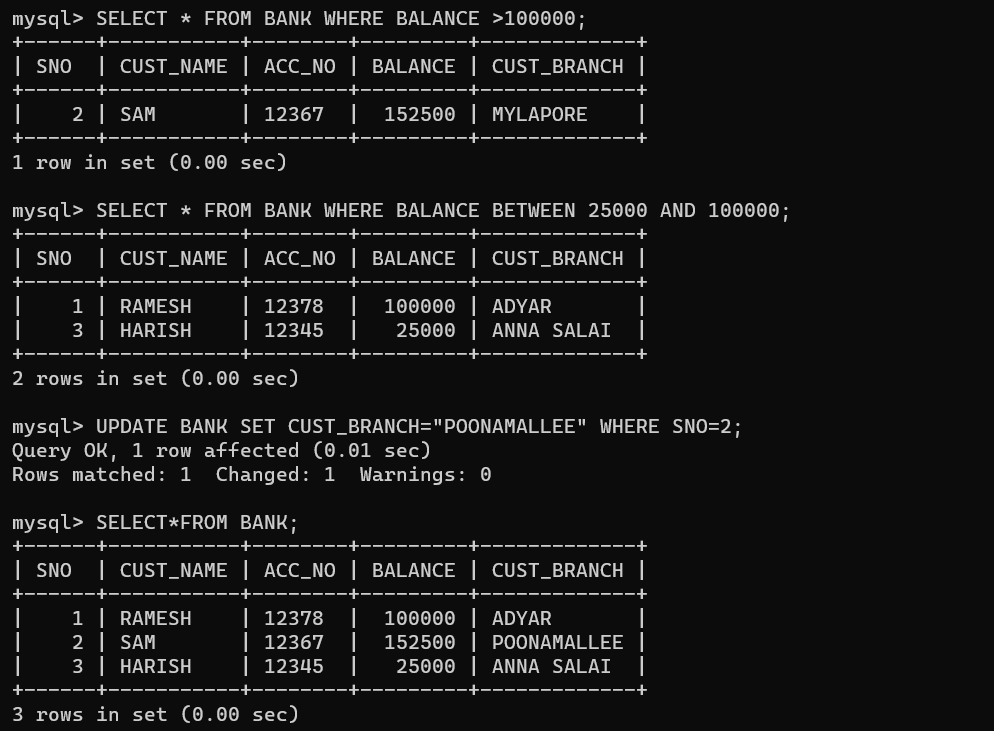 mysql> SELECT * FROM BANK WHERE BALANCE >100000;
+------+-----------+--------+---------+-------------+
| SNO  | CUST_NAME | ACC_NO | BALANCE | CUST_BRANCH |
+------+-----------+--------+---------+-------------+
|    2 | SAM       | 12367  |  152500 | MYLAPORE    |
+------+-----------+--------+---------+-------------+
1 row in set (0.00 sec)

mysql> SELECT * FROM BANK WHERE BALANCE BETWEEN 25000 AND 100000;
+------+-----------+--------+---------+-------------+
| SNO  | CUST_NAME | ACC_NO | BALANCE | CUST_BRANCH |
+------+-----------+--------+---------+-------------+
|    1 | RAMESH    | 12378  |  100000 | ADYAR       |
|    3 | HARISH    | 12345  |   25000 | ANNA SALAI  |
+------+-----------+--------+---------+-------------+
2 rows in set (0.00 sec)

mysql> UPDATE BANK SET CUST_BRANCH="POONAMALLEE" WHERE SNO=2;
Query OK, 1 row affected (0.01 sec)
Rows matched: 1  Changed: 1  Warnings: 0

mysql> SELECT*FROM BANK;
+------+-----------+--------+---------+-------------+
| SNO  | CUST_NAME | ACC_NO | BALANCE | CUST_BRANCH |
+------+-----------+--------+---------+-------------+
|    1 | RAMESH    | 12378  |  100000 | ADYAR       |
|    2 | SAM       | 12367  |  152500 | POONAMALLEE |
|    3 | HARISH    | 12345  |   25000 | ANNA SALAI  |
+------+-----------+--------+---------+-------------+
3 rows in set (0.00 sec)